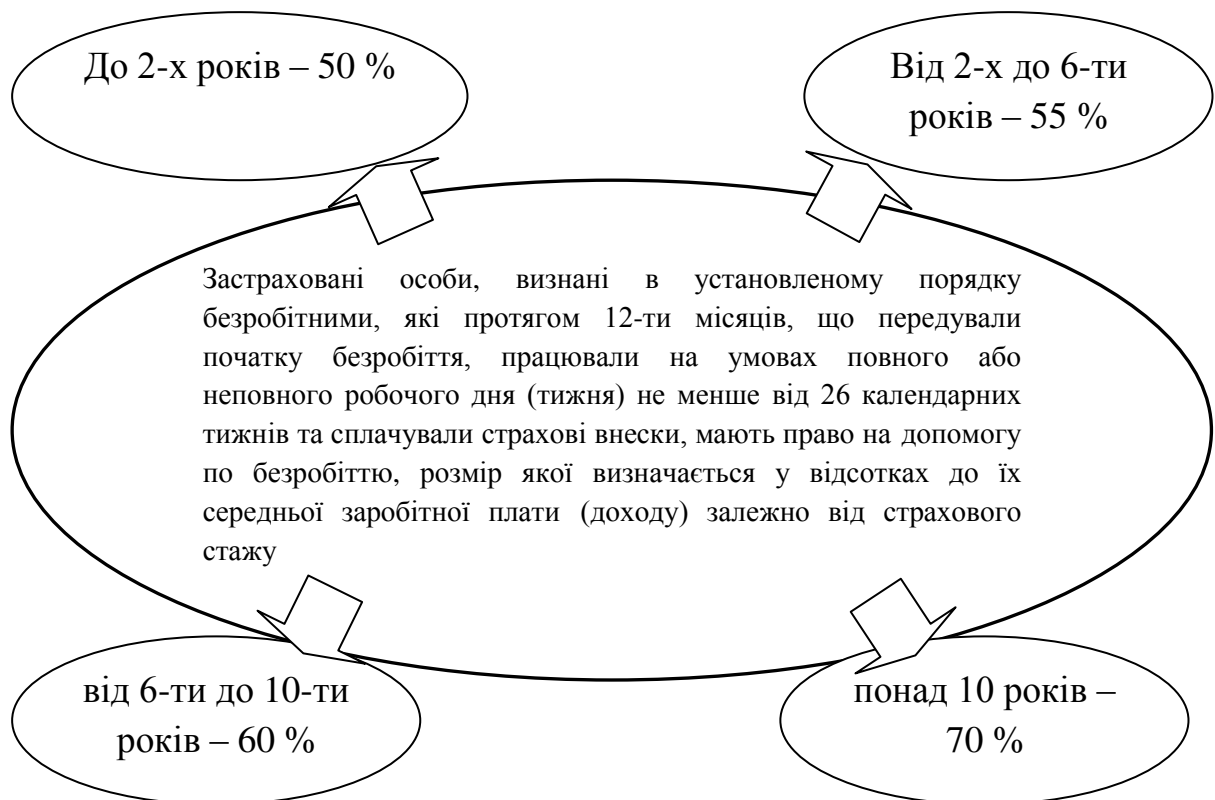 До 2-х років – 50 %
Від 2-х до 6-ти
років – 55 %
Застраховані особи, визнані в установленому порядку
безробітними, які протягом 12-ти місяців, що передували
початку безробіття, працювали на умовах повного або
неповного робочого дня (тижня) не менше від 26 календарних
тижнів та сплачували страхові внески, мають право на допомогу
по безробіттю, розмір якої визначається у відсотках до їх
середньої заробітної плати (доходу) залежно від страхового
стажу
від 6-ти до 10-ти
років – 60 %
понад 10 років –
70 %